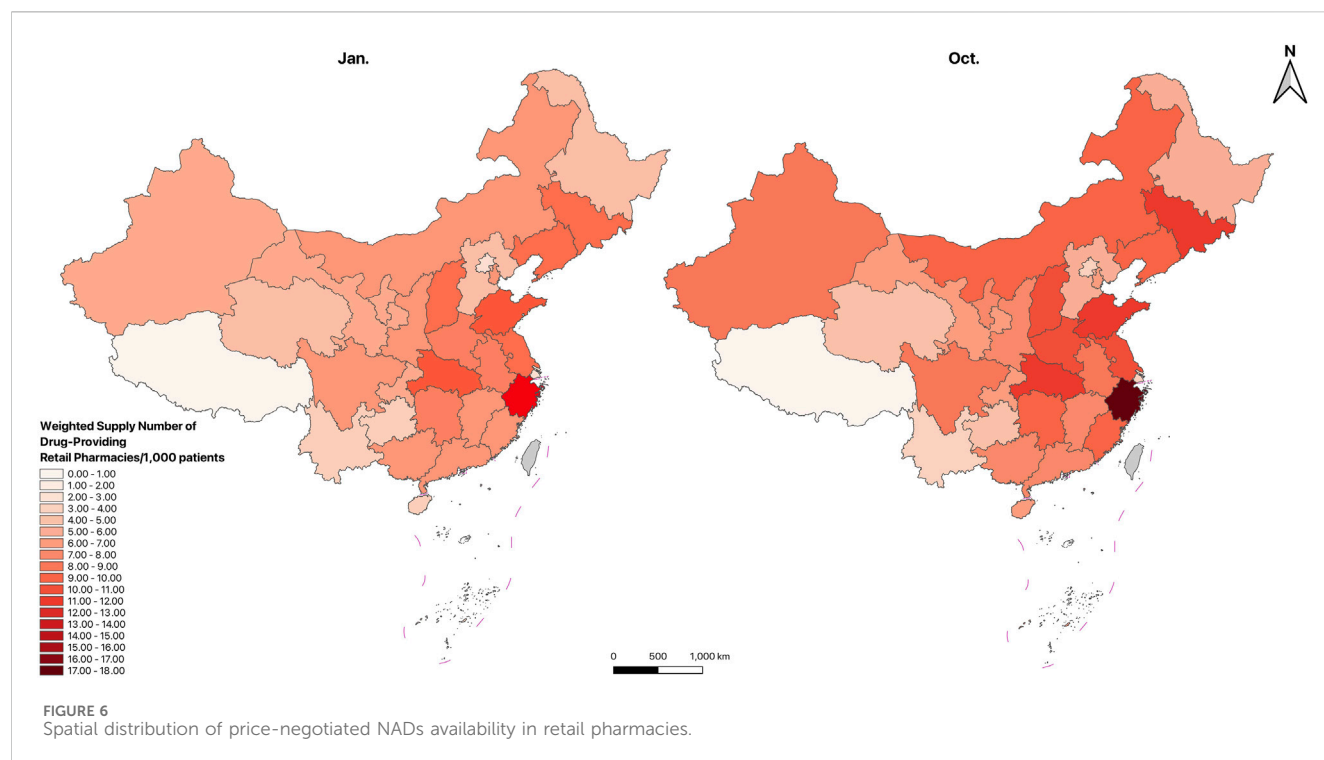 Jan.
Oct.
N
Weighted Supply Number of
Drug-Providing
Retail Pharmacies/1,000 patients
0.00 - 1.00
1.00 - 2.00
2.00 - 3.00
3.00 - 4.00
4.00 - 5.00
5.00 - 6.00
6.00 - 7.00
7.00 - 8.00
8.00 - 9.00
9.00 - 10.00
10.00 - 11.00
11.00 - 12.00
12.00 - 13.00
13.00 - 14.00
14.00 - 15.00
15.00 - 16.00
16.00 - 17.00
17.00 - 18.00
0 500 1,000 km
FIGURE 6
Spatial distribution of price-negotiated NADs availability in retail pharmacies.